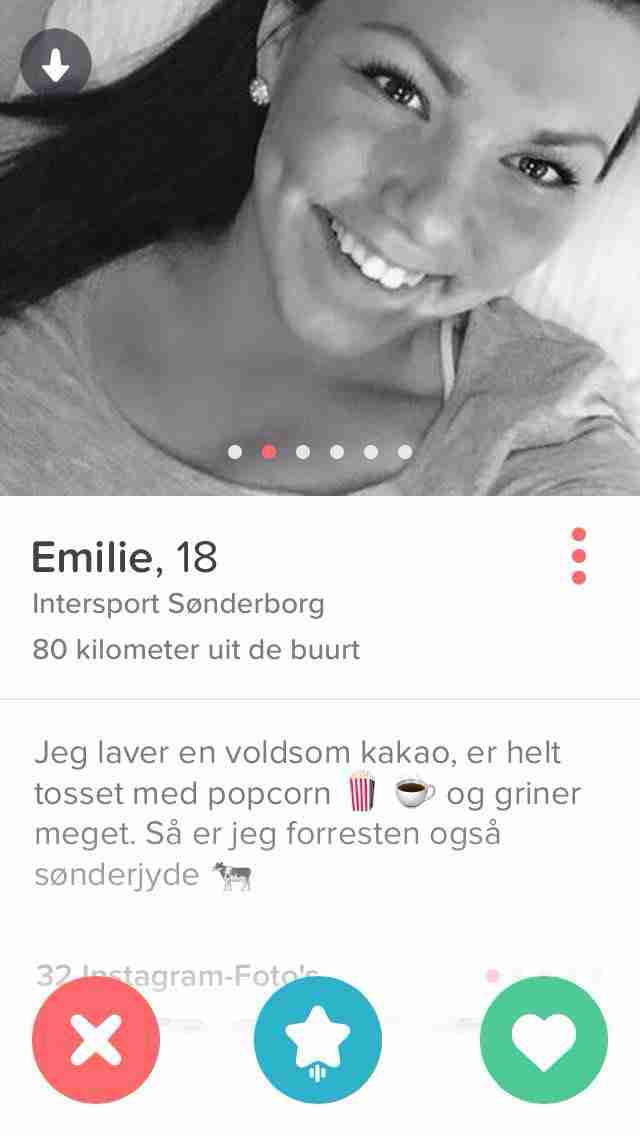 Emilie, 18
Intersport Sønderborg
80 kilometer uit de buurt
Jeg laver en voldsom kakao, er helt
tosset med popcorn 🍿 ☕ og griner
meget. Så er jeg forresten også
sønderjyde 🐄
32 Instagram-Foto's